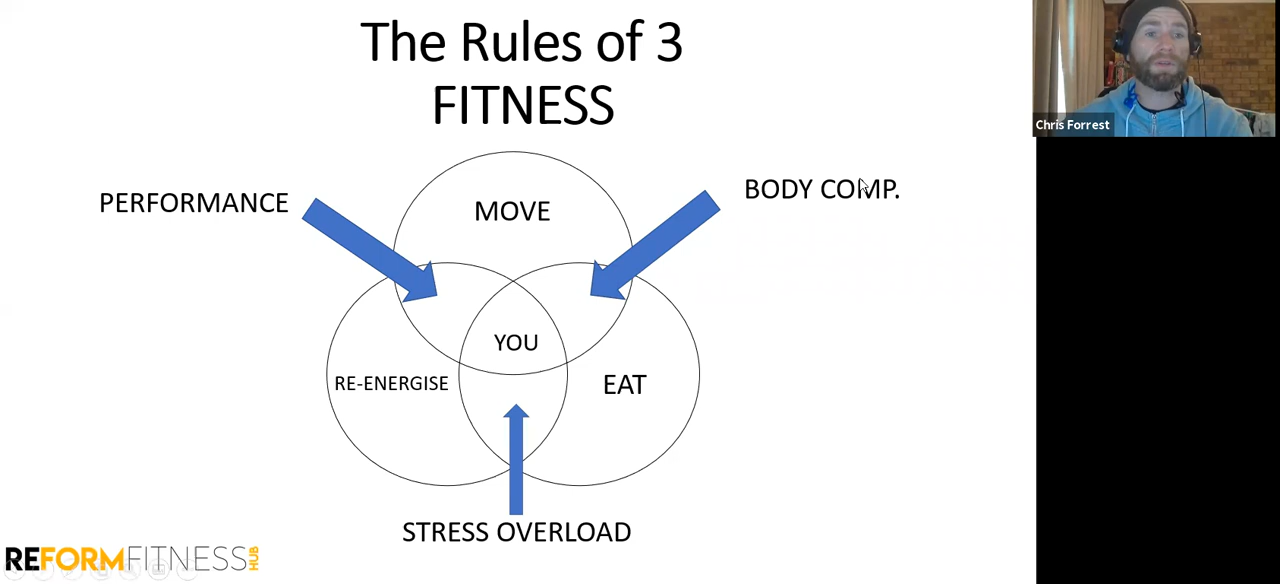 The Rules of 3
FITNESS
PERFORMANCE
MOVE
BODY COMP.
YOU
RE-ENERGISE
EAT
STRESS OVERLOAD
REFORMFITNESS HUB
Chris Forrest